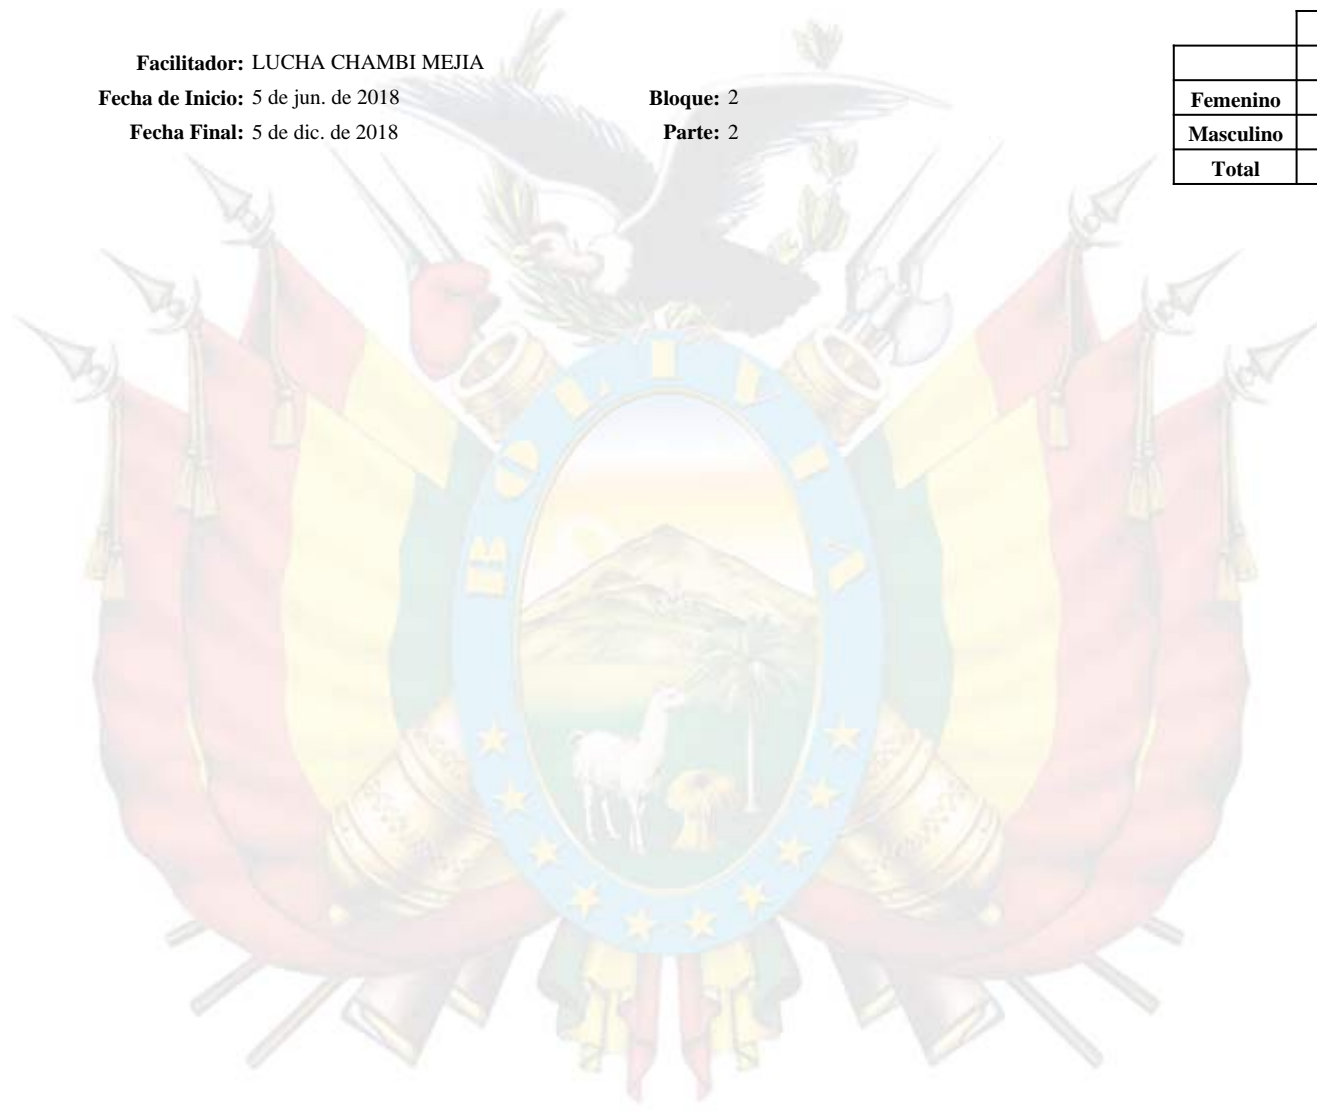 Facilitador: LUCHA CHAMBI MEJIA
Fecha de Inicio: 5 de jun. de 2018 Bloque: 2
Fecha Final: 5 de dic. de 2018 Parte: 2
Femenino
Masculino
Total
BOLIVIA